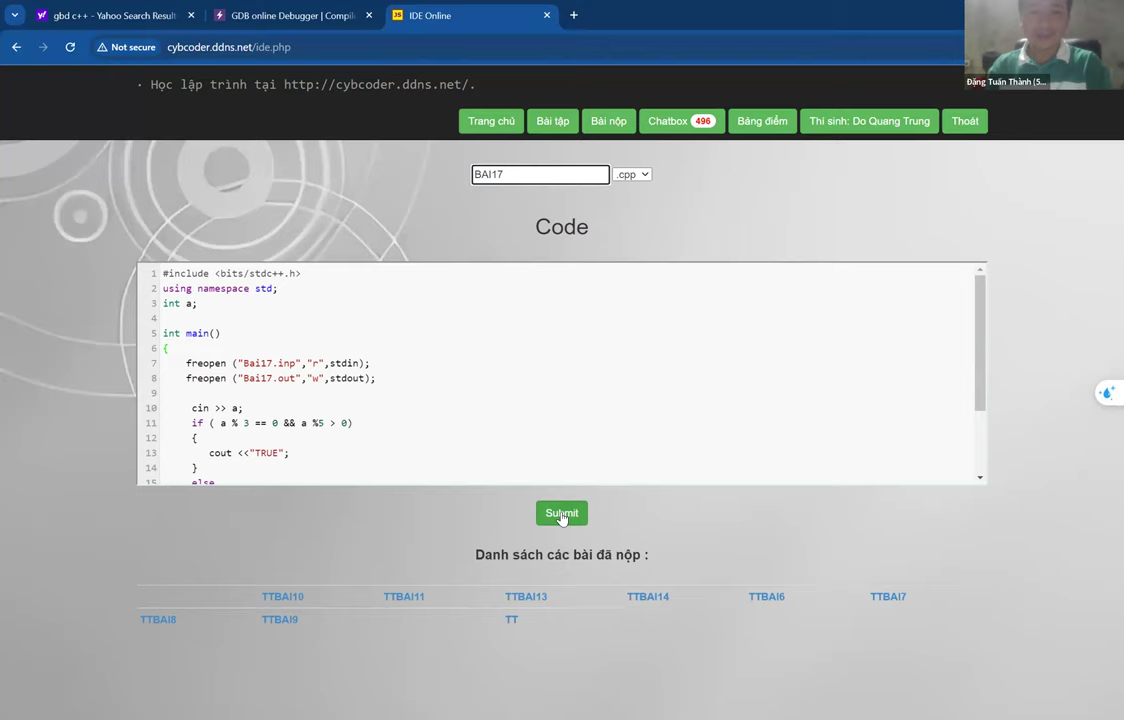 gbd c++ - Yahoo Search Result
GDB online Debugger | Compil
IDE Online
Not secure
cybcoder.ddns.net/ide.php
Đặng Tuấn Thành (5...
· Học lập trình tại http://cybcoder.ddns.net/.
Trang chủ
Bài tập
Bài nộp
Chatbox 496
Bảng điểm
Thí sinh: Do Quang Trung
Thoát
BAI17
.cpp
Code
1 #include <bits/stdc++.h>
2 using namespace std;
3 int a;
4
5 int main()
6 {
7 freopen ("Bai17.inp","r",stdin);
8 freopen ("Bai17.out","w",stdout);
9
10 cin >> a;
11 if ( a % 3 == 0 && a %5 > 0)
12 {
13 cout <<"TRUE";
14 }
15 else
Submit
Danh sách các bài đã nộp :
TTBAI10 TTBAI11 TTBAI13 TTBAI14 TTBAI6 TTBAI7
TTBAI8 TTBAI9 TT